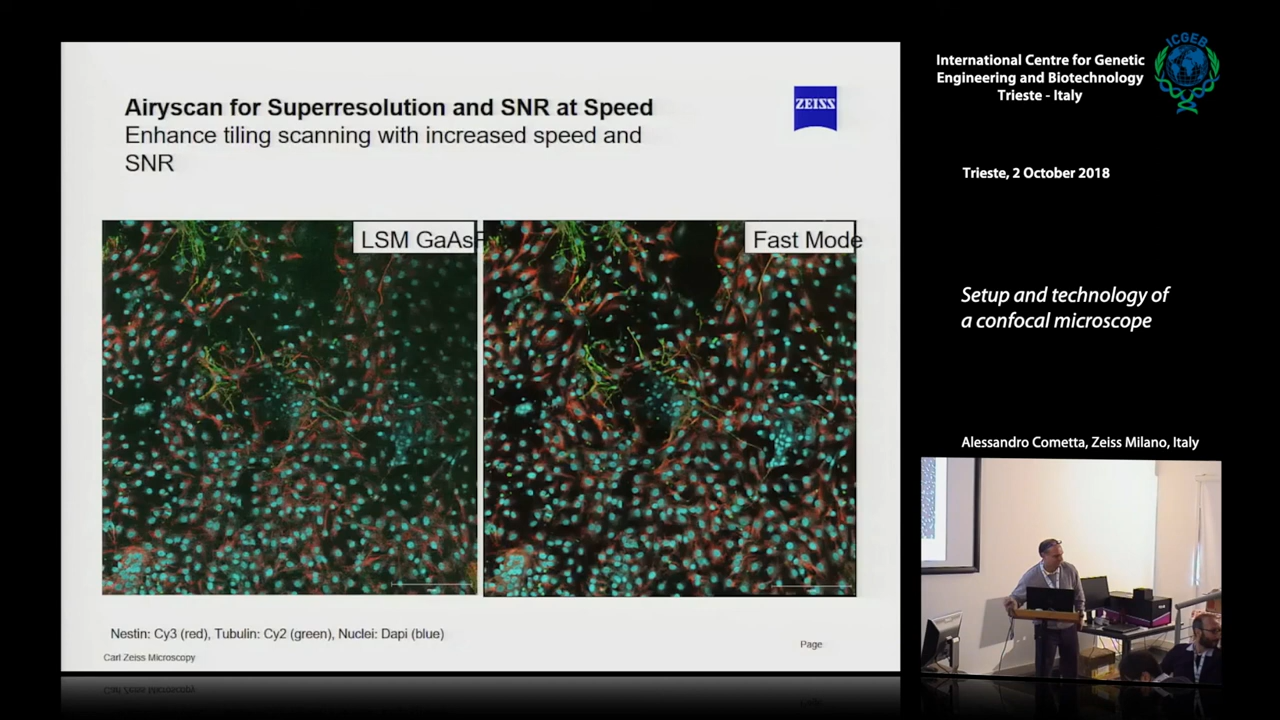 Airyscan for Superresolution and SNR at Speed
ZEISS
Enhance tiling scanning with increased speed and
SNR
LSM GaAsP
Fast Mode
Nestin: Cy3 (red), Tubulin: Cy2 (green), Nuclei: Dapi (blue)
Page
Carl Zeiss Microscopy
ICGEB
International Centre for Genetic
Engineering and Biotechnology
Trieste - Italy
Trieste, 2 October 2018
Setup and technology of
a confocal microscope
Alessandro Cometta, Zeiss Milano, Italy